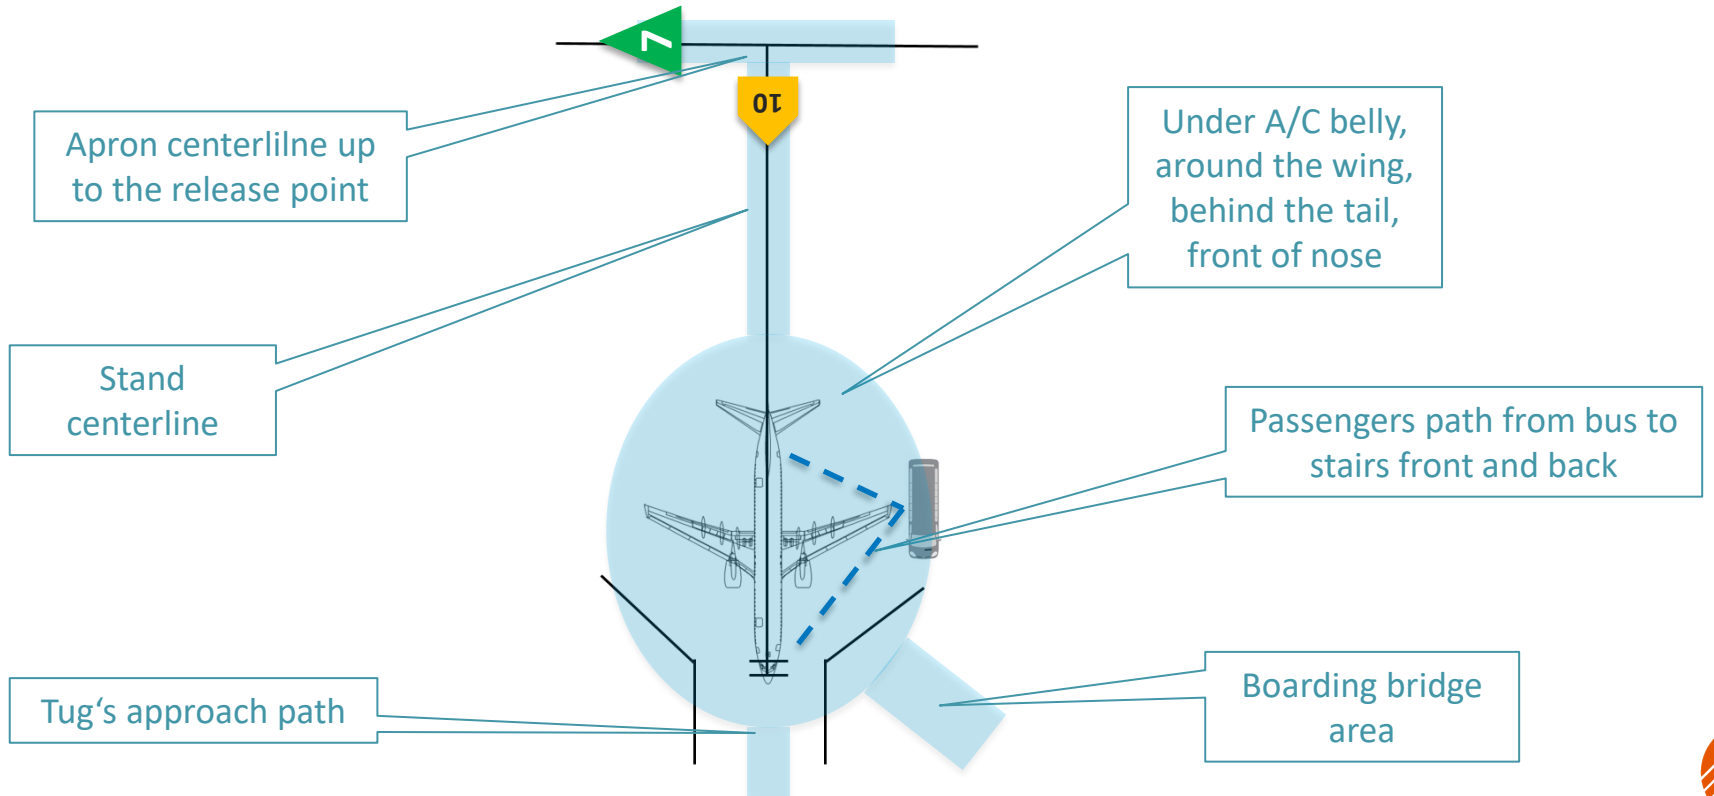 7
10
Apron centerlilne up
to the release point
Under A/C belly,
around the wing,
behind the tail,
front of nose
Stand
centerline
Passengers path from bus to
stairs front and back
Tug‘s approach path
Boarding bridge
area